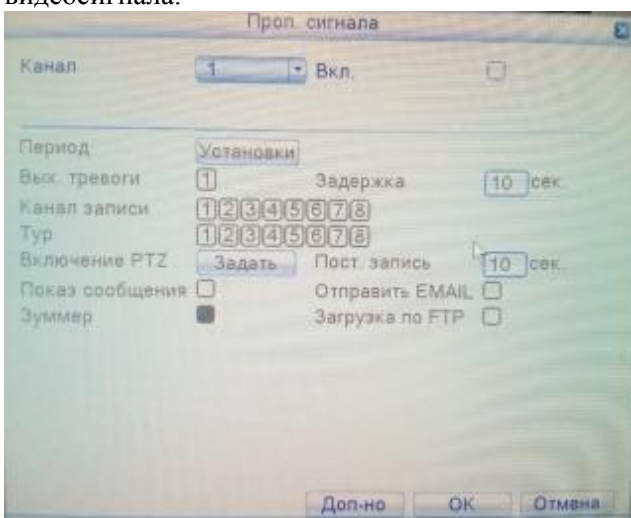 видеосигнала.
Проп. сигнала
Канал 1 Вкл.
Период Установки
Вых. тревоги 1 Задержка 10 сек.
Канал записи 1 2 3 4 5 6 7 8
Тур 1 2 3 4 5 6 7 8
Включение PTZ Задать Пост. запись 10 сек.
Показ сообщения Отправить EMAIL
Зуммер Загрузка по FTP
Доп-но OK Отмена